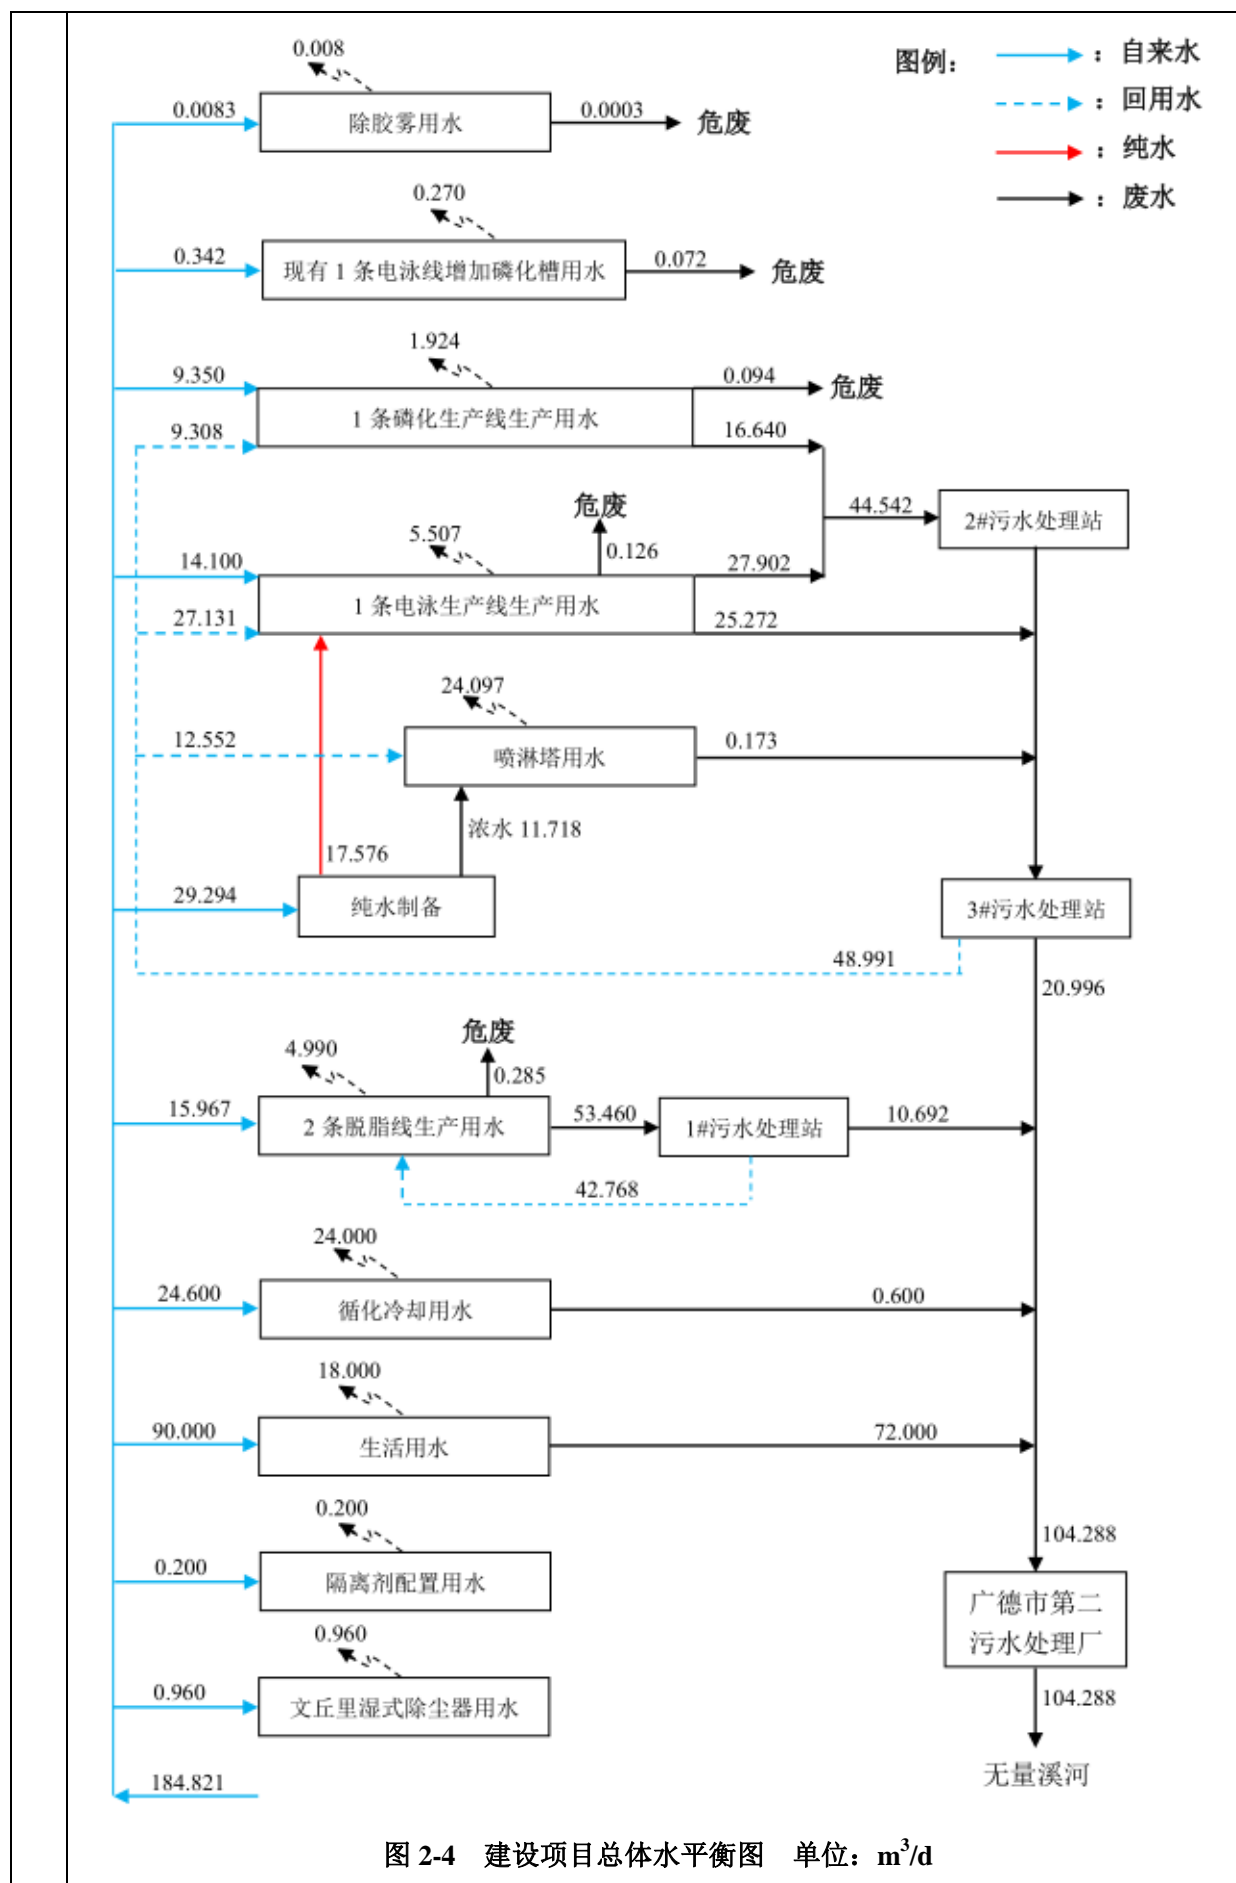 图例：
：自来水
：回用水
：纯水
：废水
0.008
0.0083
除胶雾用水
0.0003
危废
0.270
0.342
现有 1 条电泳线增加磷化槽用水
0.072
危废
1.924
9.350
0.094
危废
1 条磷化生产线生产用水
9.308
16.640
44.542
2#污水处理站
危废
5.507
0.126
14.100
27.902
1 条电泳生产线生产用水
27.131
25.272
24.097
12.552
喷淋塔用水
0.173
浓水 11.718
17.576
29.294
纯水制备
3#污水处理站
48.991
20.996
危废
4.990
0.285
15.967
2 条脱脂线生产用水
53.460
1#污水处理站
10.692
42.768
24.000
24.600
循化冷却用水
0.600
18.000
90.000
生活用水
72.000
0.200
0.200
隔离剂配置用水
104.288
广德市第二
污水处理厂
0.960
0.960
文丘里湿式除尘器用水
104.288
无量溪河
184.821
图 2-4 建设项目总体水平衡图 单位：m³/d